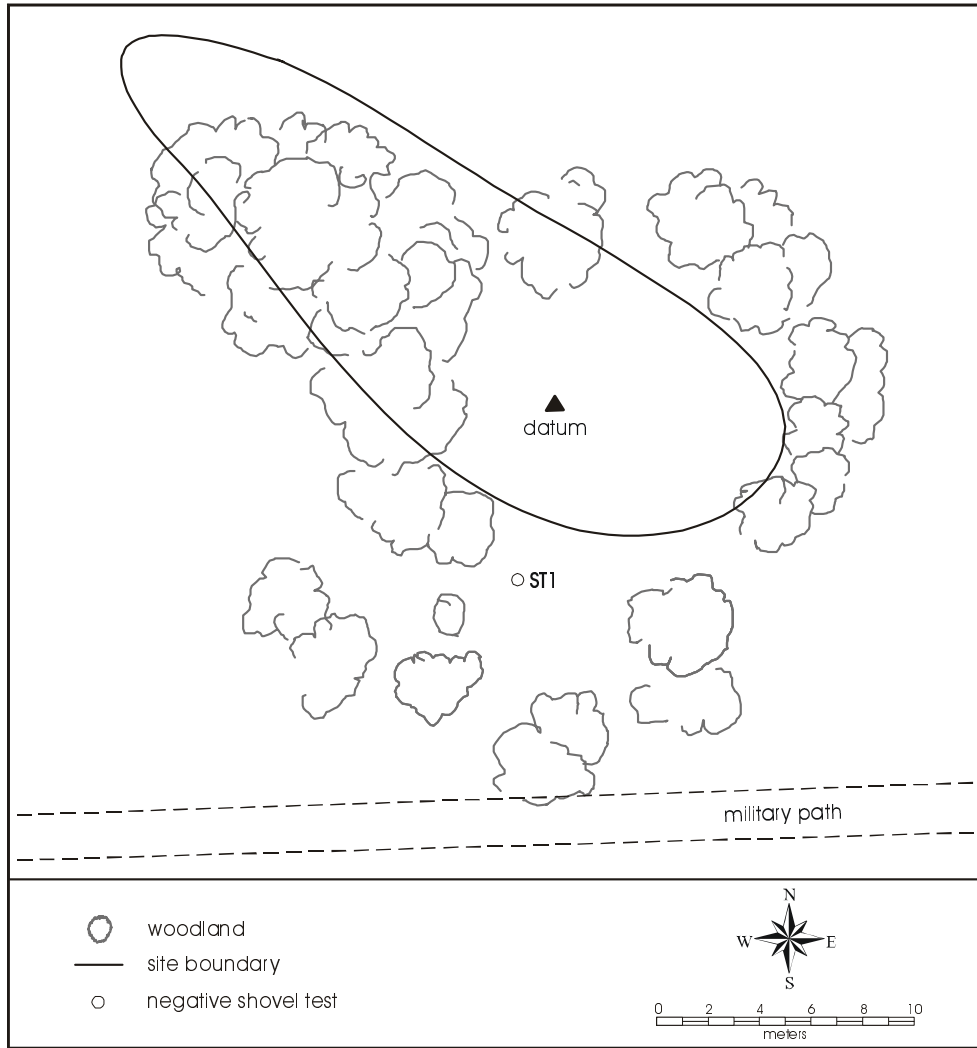 datum
ST1
military path
woodland
site boundary
negative shovel test
N
W E
S
0 2 4 6 8 10
meters